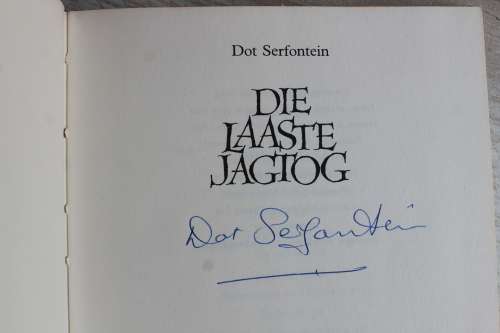 Dot Serfontein
DIE
LAASTE
JAGTOG
Dot Serfontein